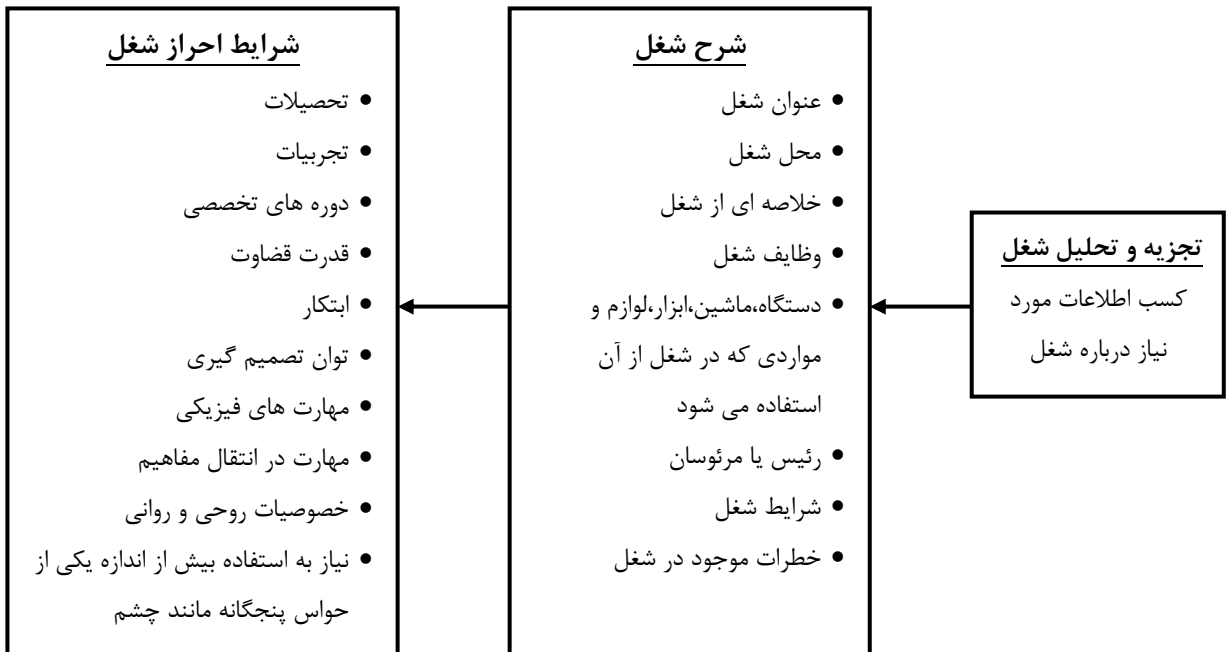 تجزیه و تحلیل شغل
کسب اطلاعات مورد
نیاز درباره شغل
شرح شغل
• عنوان شغل
• محل شغل
• خلاصه ای از شغل
• وظایف شغل
• دستگاه،ماشین،ابزار،لوازم و
مواردی که در شغل از آن
استفاده می شود
• رئیس یا مرئوسان
• شرایط شغل
• خطرات موجود در شغل
شرایط احراز شغل
• تحصیلات
• تجربیات
• دوره های تخصصی
• قدرت قضاوت
• ابتکار
• توان تصمیم گیری
• مهارت های فیزیکی
• مهارت در انتقال مفاهیم
• خصوصیات روحی و روانی
• نیاز به استفاده بیش از اندازه یکی از
حواس پنجگانه مانند چشم